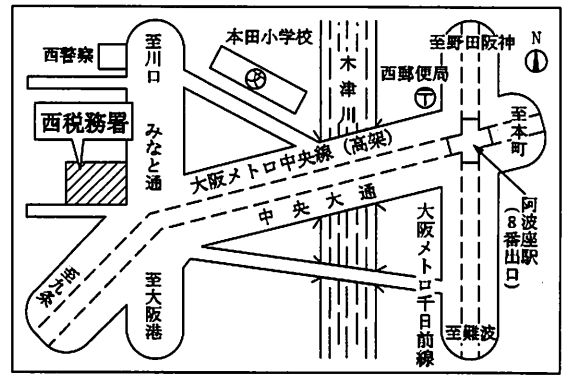 西警察
至川口
本田小学校
文
木津川
西郵便局
〒
至野田阪神
N
至本町
西税務署
みなと通
大阪メトロ中央線(高架)
中央大通
阿波座駅
(8番出口)
大阪メトロ千日前線
至九条
至大阪港
至難波